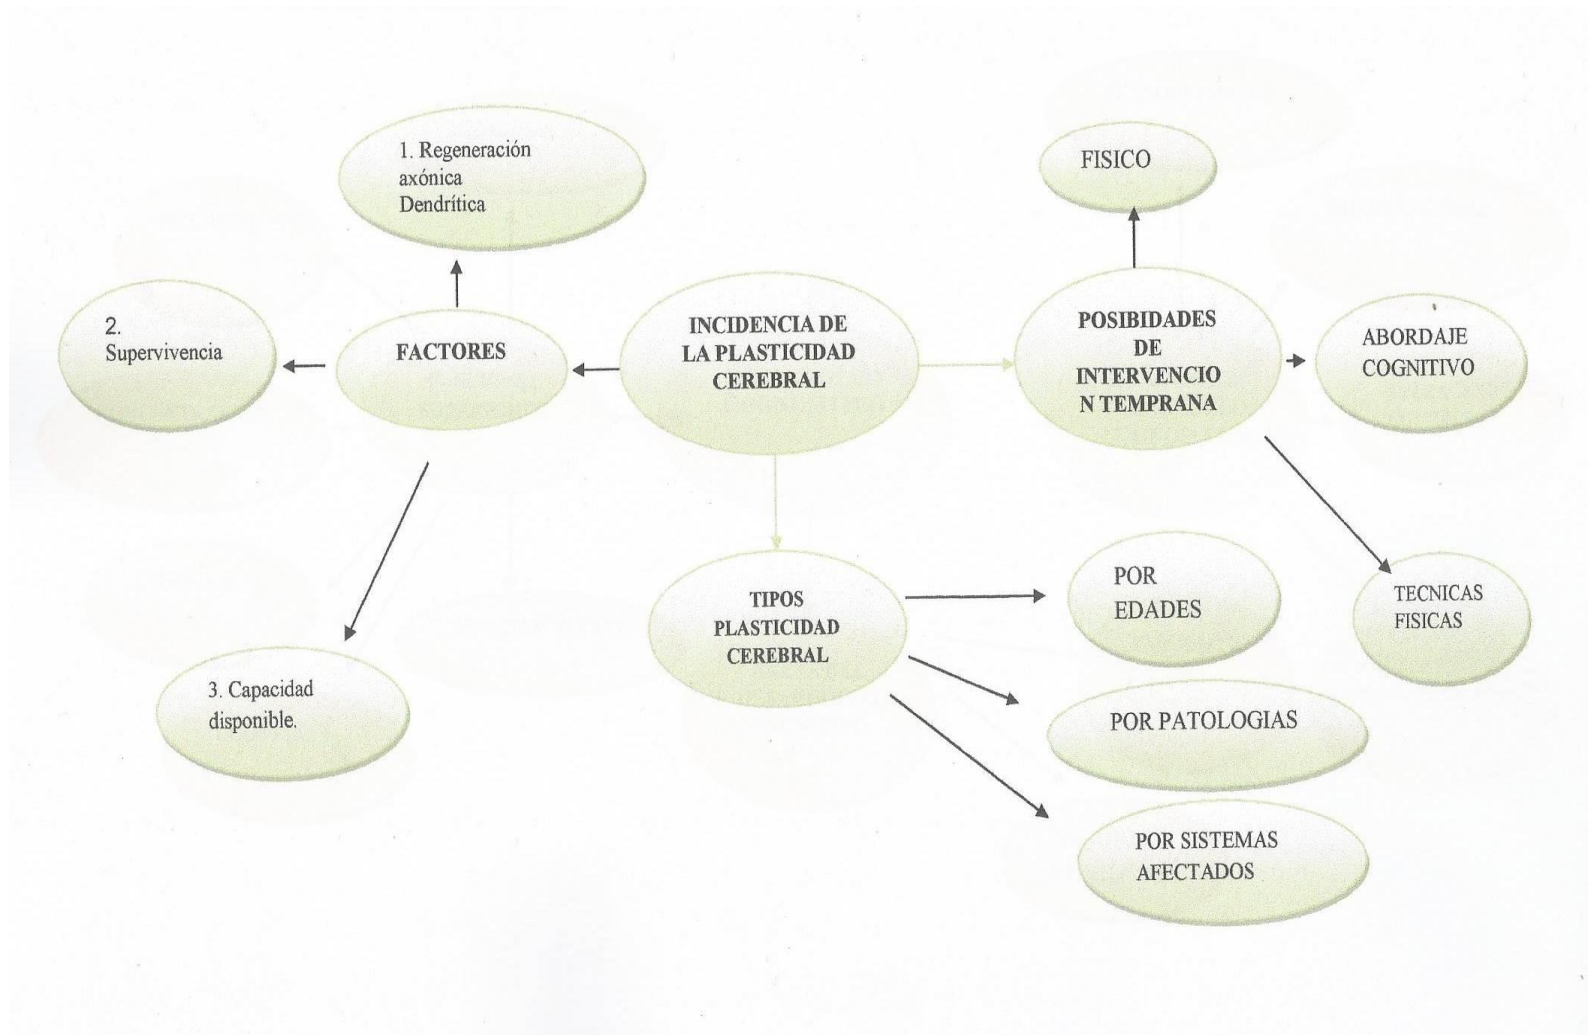 1. Regeneración
axónica
Dendrítica
FISICO
2.
Supervivencia
FACTORES
INCIDENCIA DE
LA PLASTICIDAD
CEREBRAL
POSIBIDADES
DE
INTERVENCIO
N TEMPRANA
ABORDAJE
COGNITIVO
3. Capacidad
disponible.
TIPOS
PLASTICIDAD
CEREBRAL
POR
EDADES
TECNICAS
FISICAS
POR PATOLOGIAS
POR SISTEMAS
AFECTADOS